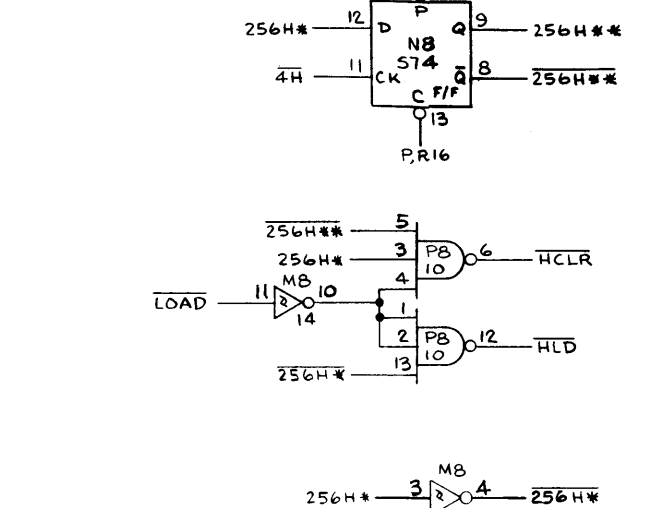 P
256H* 12 D Q 9 256H**
N8
S74
4H 11 CK Q 8 256H**
C F/F
13
P,R16
256H** 5
256H* 3 P8 6 HCLR
10
M8 4
LOAD 11 10
14 1
2 P8 12 HLD
10
256H* 13
M8
256H* 3 4 256H*